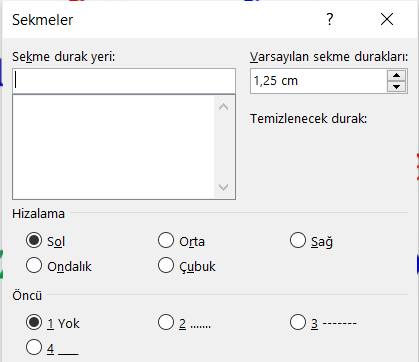 Sekmeler ?
Sekme durak yeri: Varsayılan sekme durakları:
1,25 cm
Temizlenecek durak:
Hizalama
Sol Orta Sağ
Ondalık Çubuk
Öncü
1 Yok 2 ....... 3 -------
4 ___